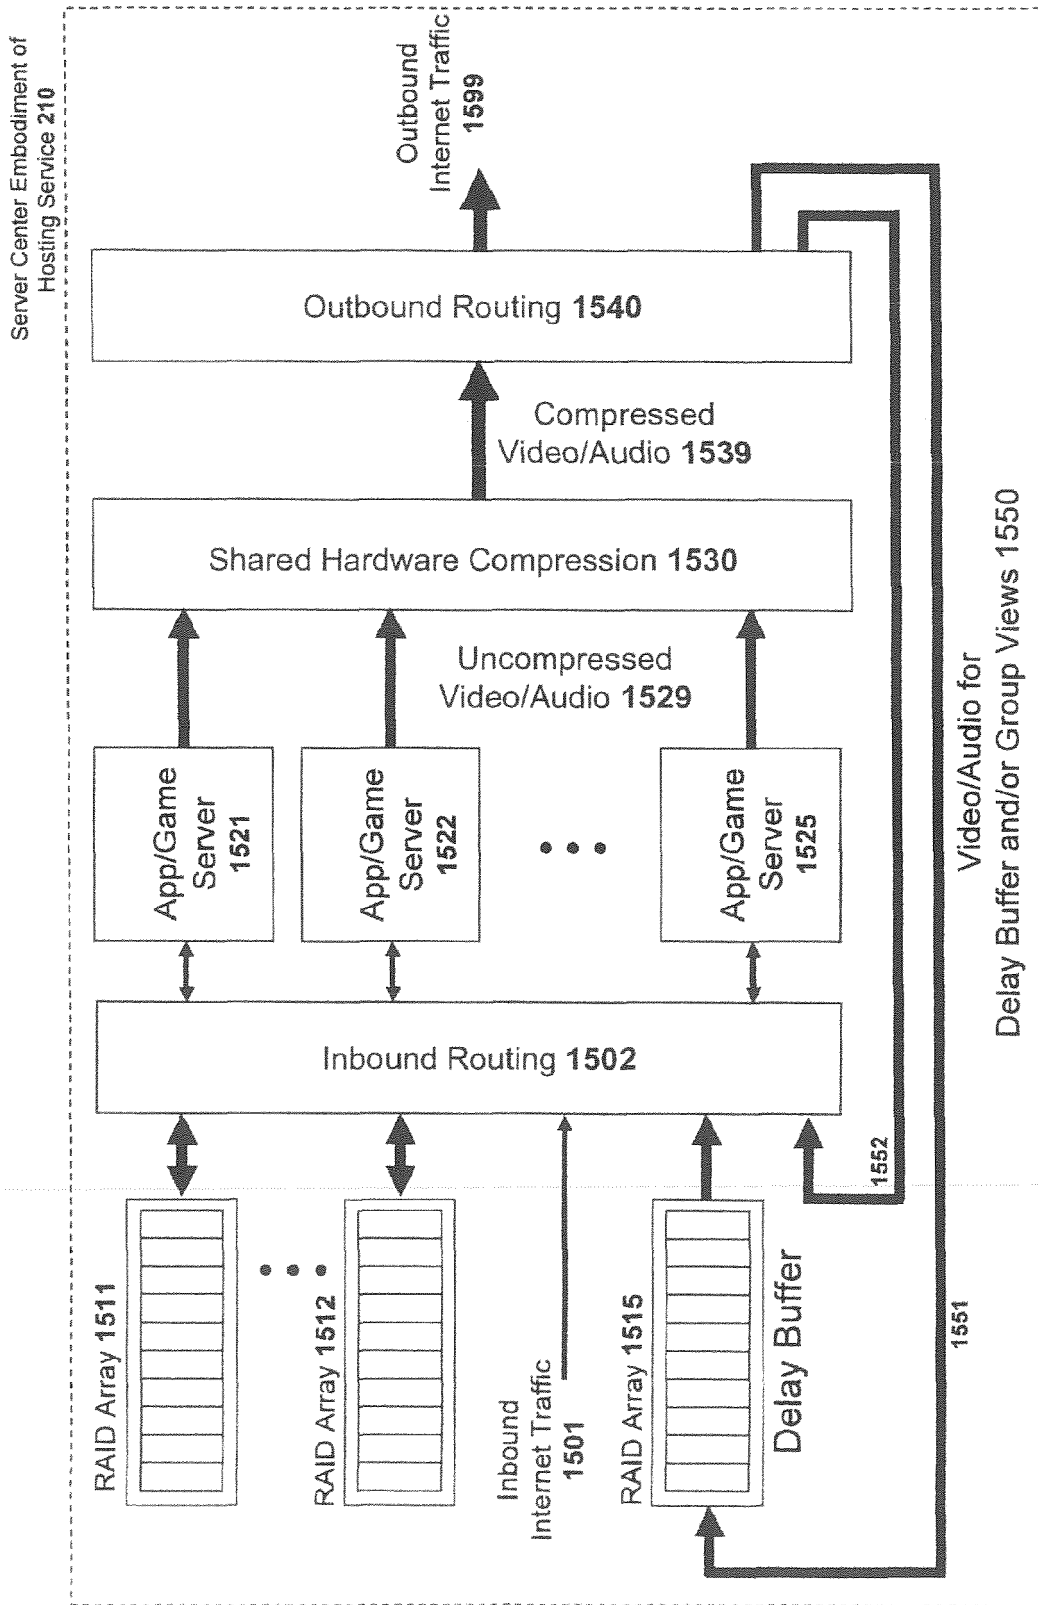 Server Center Embodiment of
Hosting Service 210
RAID Array 1511
RAID Array 1512
Inbound
Internet Traffic
1501
RAID Array 1515
Delay Buffer
Inbound Routing 1502
App/Game
Server
1521
App/Game
Server
1522
App/Game
Server
1525
Uncompressed
Video/Audio 1529
Shared Hardware Compression 1530
Compressed
Video/Audio 1539
Outbound Routing 1540
Outbound
Internet Traffic
1599
1552
1551
Video/Audio for
Delay Buffer and/or Group Views 1550